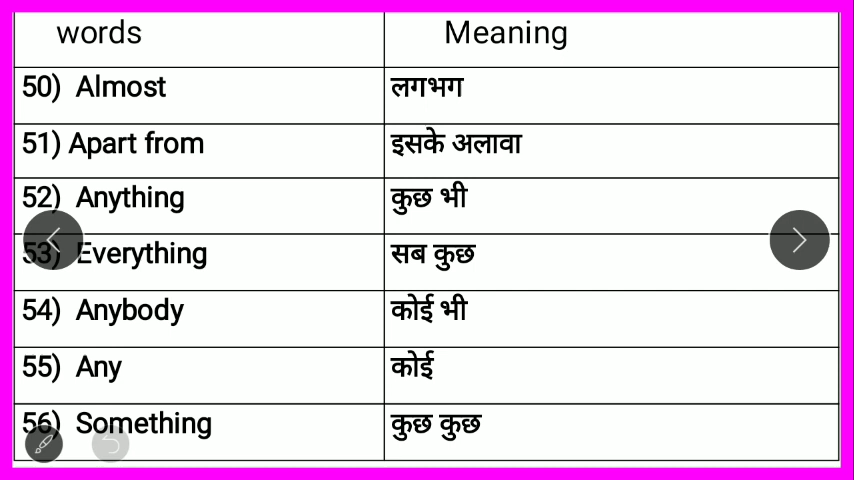 words Meaning
50) Almost लगभग
51) Apart from इसके अलावा
52) Anything कुछ भी
53) Everything सब कुछ
54) Anybody कोई भी
55) Any कोई
56) Something कुछ कुछ